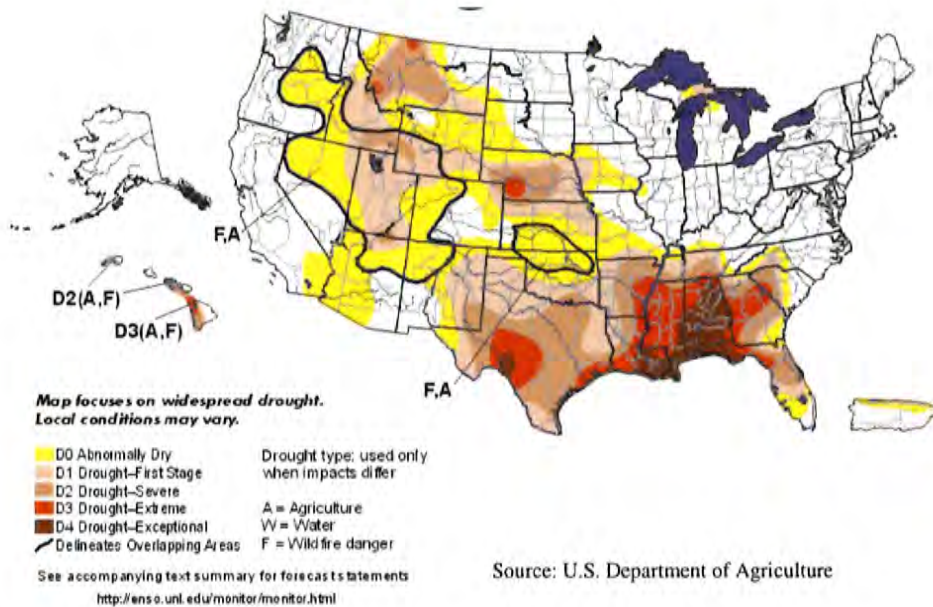 F,A
D2(A,F)
D3(A,F)
F,A
Map focuses on widespread drought.
Local conditions may vary.
D0 Abnormally Dry
D1 Drought–First Stage
D2 Drought–Severe
D3 Drought–Extreme
D4 Drought–Exceptional
Delineates Overlapping Areas
Drought type: used only
when impacts differ
A = Agriculture
W = Water
F = Wildfire danger
See accompanying text summary for forecast statements
http://enso.unl.edu/monitor/monitor.html
Source: U.S. Department of Agriculture